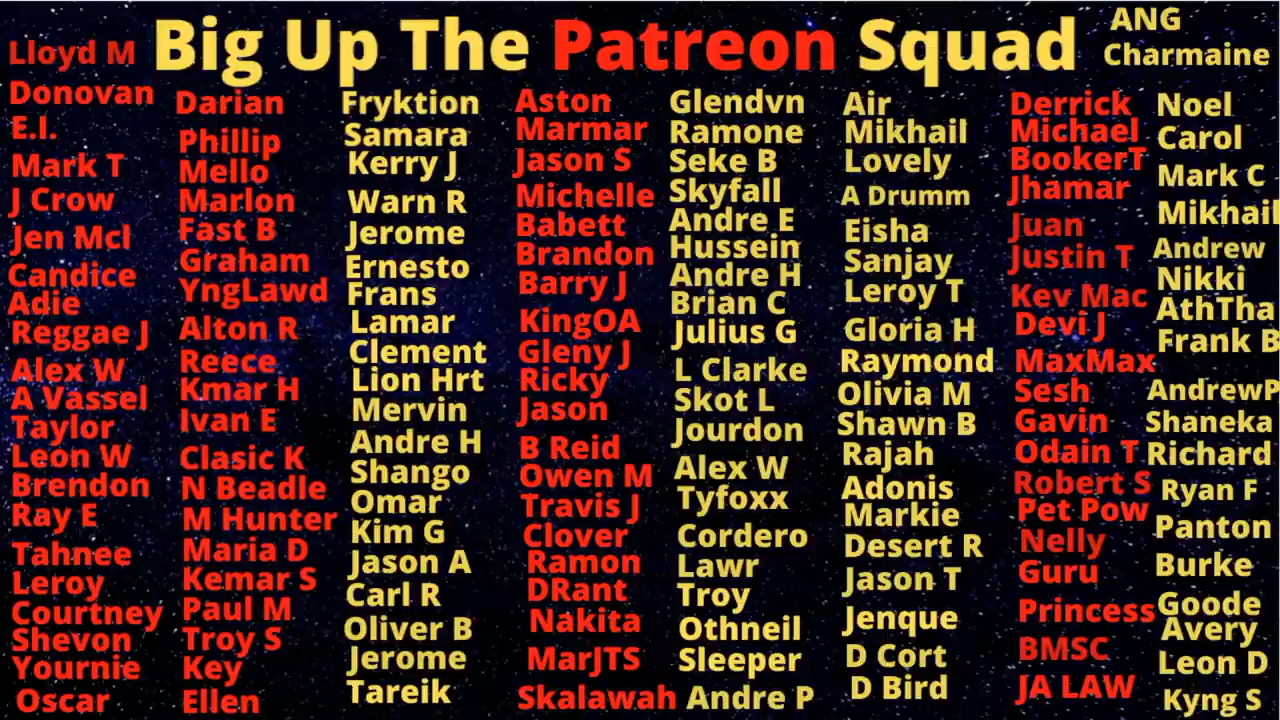 Big Up The Patreon Squad
Lloyd M
Donovan
E.I.
Mark T
J Crow
Jen Mcl
Candice
Adie
Reggae J
Alex W
A Vassel
Taylor
Leon W
Brendon
Ray E
Tahnee
Leroy
Courtney
Shevon
Yournie
Oscar
Darian
Phillip
Mello
Marlon
Fast B
Graham
YngLawd
Alton R
Reece
Kmar H
Ivan E
Clasic K
N Beadle
M Hunter
Maria D
Kemar S
Paul M
Troy S
Key
Ellen
Fryktion
Samara
Kerry J
Warn R
Jerome
Ernesto
Frans
Lamar
Clement
Lion Hrt
Mervin
Andre H
Shango
Omar
Kim G
Jason A
Carl R
Oliver B
Jerome
Tareik
Aston
Marmar
Jason S
Michelle
Babett
Brandon
Barry J
KingOA
Gleny J
Ricky
Jason
B Reid
Owen M
Travis J
Clover
Ramon
DRant
Nakita
MarJTS
Skalawah
Glendvn
Ramone
Seke B
Skyfall
Andre E
Hussein
Andre H
Brian C
Julius G
L Clarke
Skot L
Jourdon
Alex W
Tyfoxx
Cordero
Lawr
Troy
Othneil
Sleeper
Andre P
Air
Mikhail
Lovely
A Drumm
Eisha
Sanjay
Leroy T
Gloria H
Raymond
Olivia M
Shawn B
Rajah
Adonis
Markie
Desert R
Jason T
Jenque
D Cort
D Bird
Derrick
Michael
BookerT
Jhamar
Juan
Justin T
Kev Mac
Devi J
MaxMax
Sesh
Gavin
Odain T
Robert S
Pet Pow
Nelly
Guru
Princess
BMSC
JA LAW
ANG
Charmaine
Noel
Carol
Mark C
Mikhail
Andrew
Nikki
AthTha
Frank B
AndrewP
Shaneka
Richard
Ryan F
Panton
Burke
Goode
Avery
Leon D
Kyng S